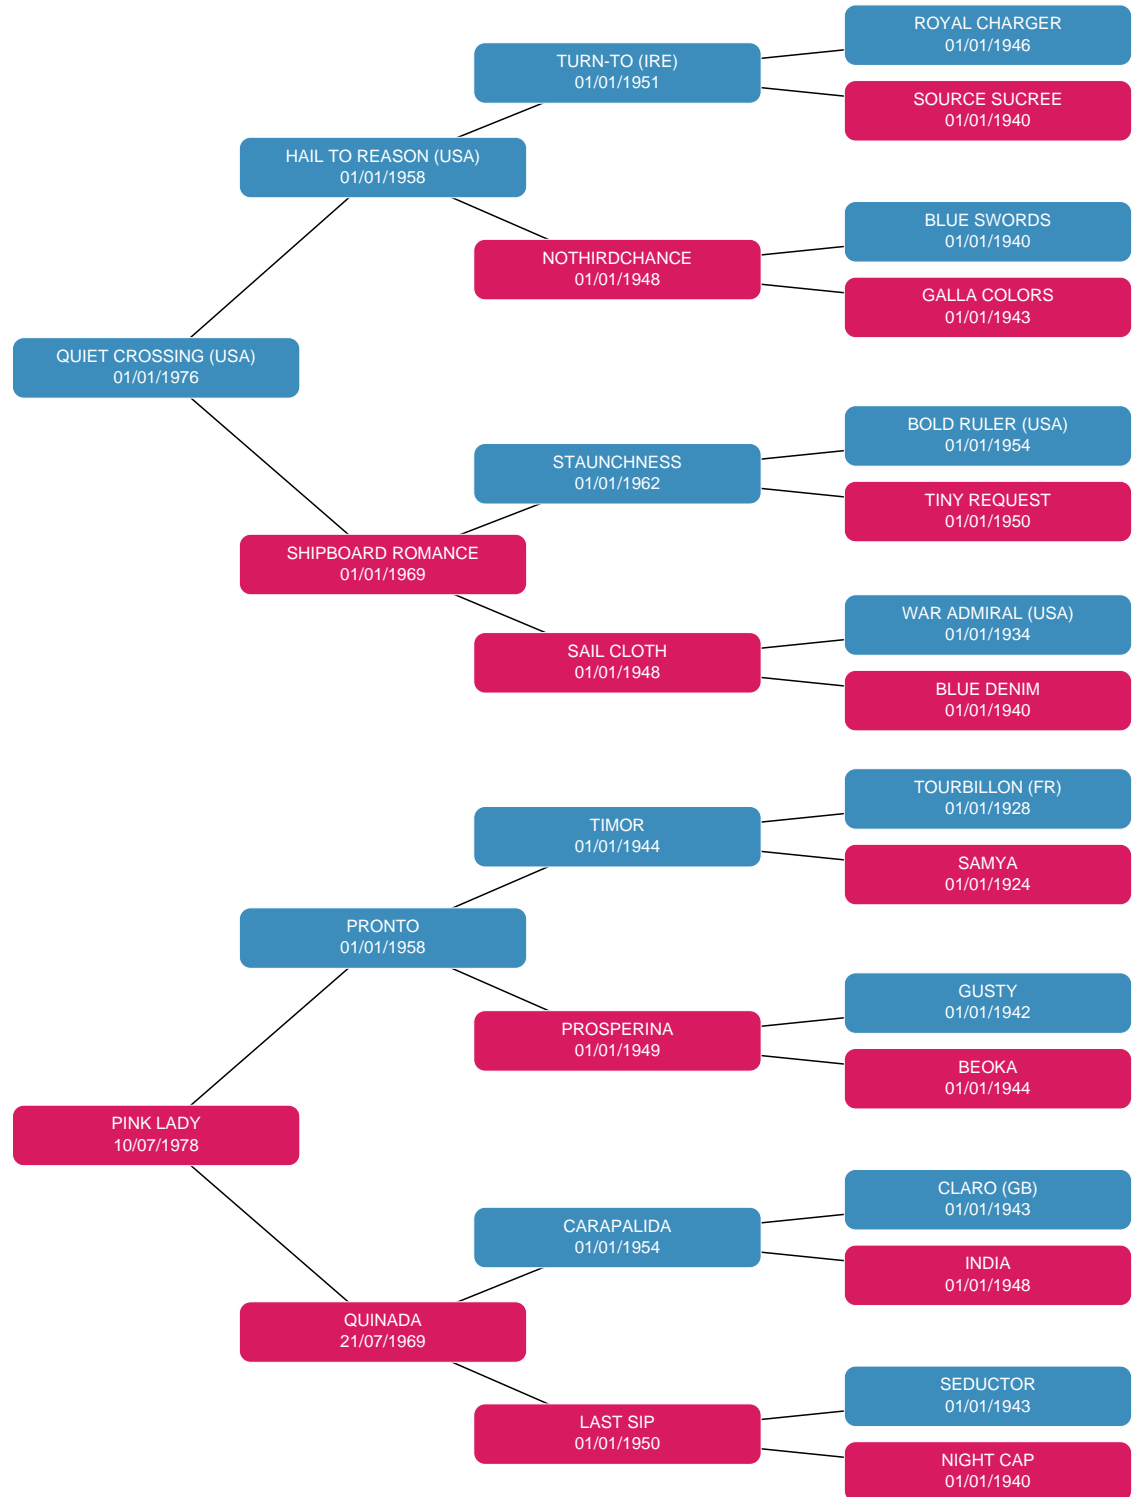 ROYAL CHARGER
01/01/1946
TURN-TO (IRE)
01/01/1951
SOURCE SUCREE
01/01/1940
HAIL TO REASON (USA)
01/01/1958
BLUE SWORDS
01/01/1940
NOTHIRDCHANCE
01/01/1948
GALLA COLORS
01/01/1943
QUIET CROSSING (USA)
01/01/1976
BOLD RULER (USA)
01/01/1954
STAUNCHNESS
01/01/1962
TINY REQUEST
01/01/1950
SHIPBOARD ROMANCE
01/01/1969
WAR ADMIRAL (USA)
01/01/1934
SAIL CLOTH
01/01/1948
BLUE DENIM
01/01/1940
TOURBILLON (FR)
01/01/1928
TIMOR
01/01/1944
SAMYA
01/01/1924
PRONTO
01/01/1958
GUSTY
01/01/1942
PROSPERINA
01/01/1949
BEOKA
01/01/1944
PINK LADY
10/07/1978
CLARO (GB)
01/01/1943
CARAPALIDA
01/01/1954
INDIA
01/01/1948
QUINADA
21/07/1969
SEDUCTOR
01/01/1943
LAST SIP
01/01/1950
NIGHT CAP
01/01/1940